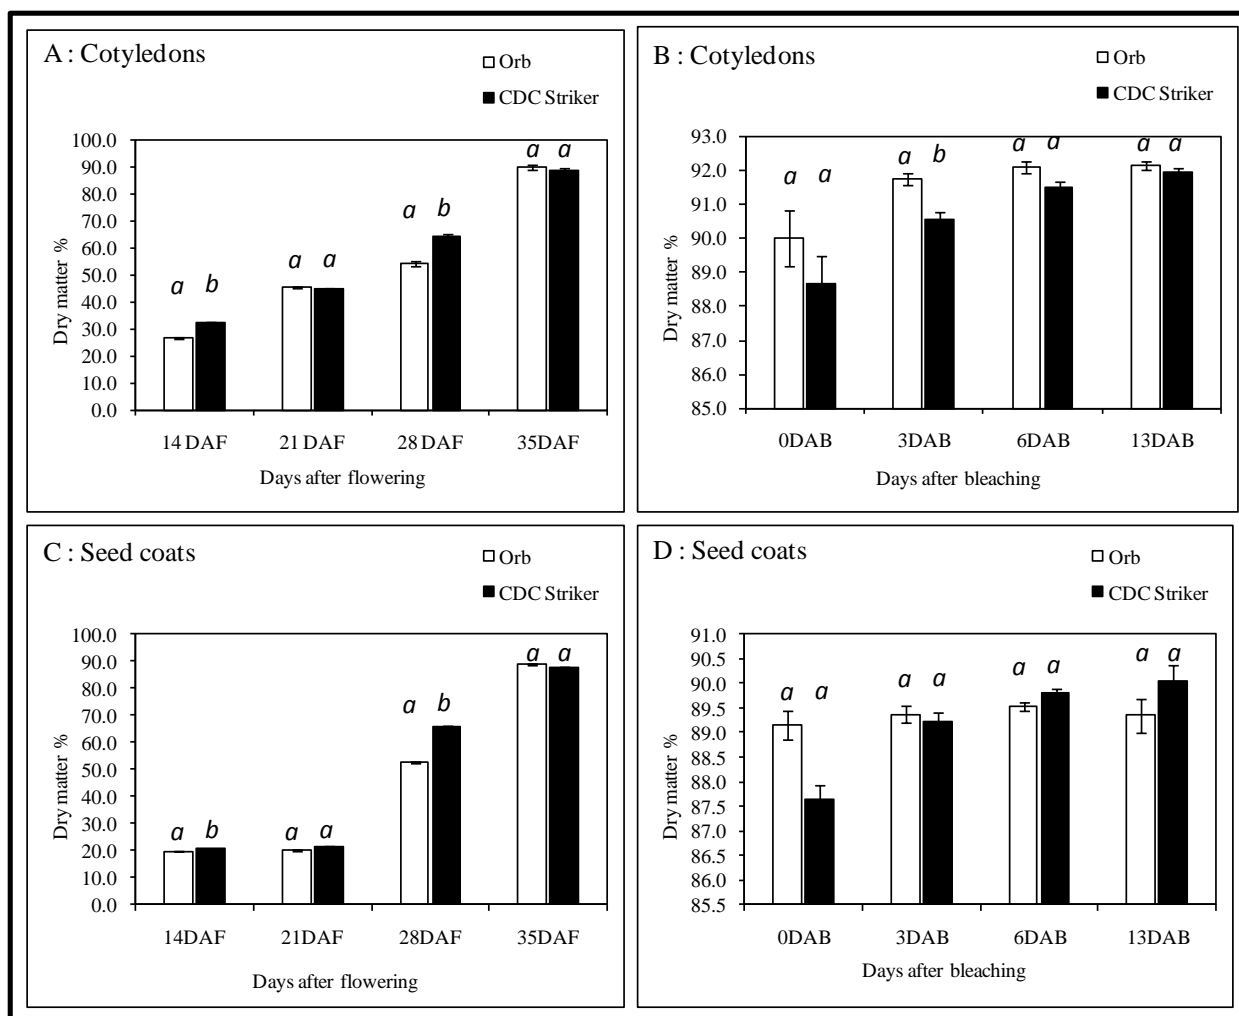 A : Cotyledons
Orb
CDC Striker
100.0
90.0
80.0
70.0
60.0
50.0
40.0
30.0
20.0
10.0
0.0
Dry matter %
a b
a a
a b
a a
14 DAF 21 DAF 28 DAF 35DAF
Days after flowering
B : Cotyledons
Orb
CDC Striker
93.0
92.0
91.0
90.0
89.0
88.0
87.0
86.0
85.0
Dry matter %
a a
a b
a a
a a
0DAB 3DAB 6DAB 13DAB
Days after bleaching
C : Seed coats
Orb
CDC Striker
100.0
90.0
80.0
70.0
60.0
50.0
40.0
30.0
20.0
10.0
0.0
Dry matter %
a b
a a
a b
a a
14DAF 21DAF 28DAF 35DAF
Days after flowering
D : Seed coats
Orb
CDC Striker
91.0
90.5
90.0
89.5
89.0
88.5
88.0
87.5
87.0
86.5
86.0
85.5
Dry matter %
a a
a a
a a
a a
0DAB 3DAB 6DAB 13DAB
Days after bleaching